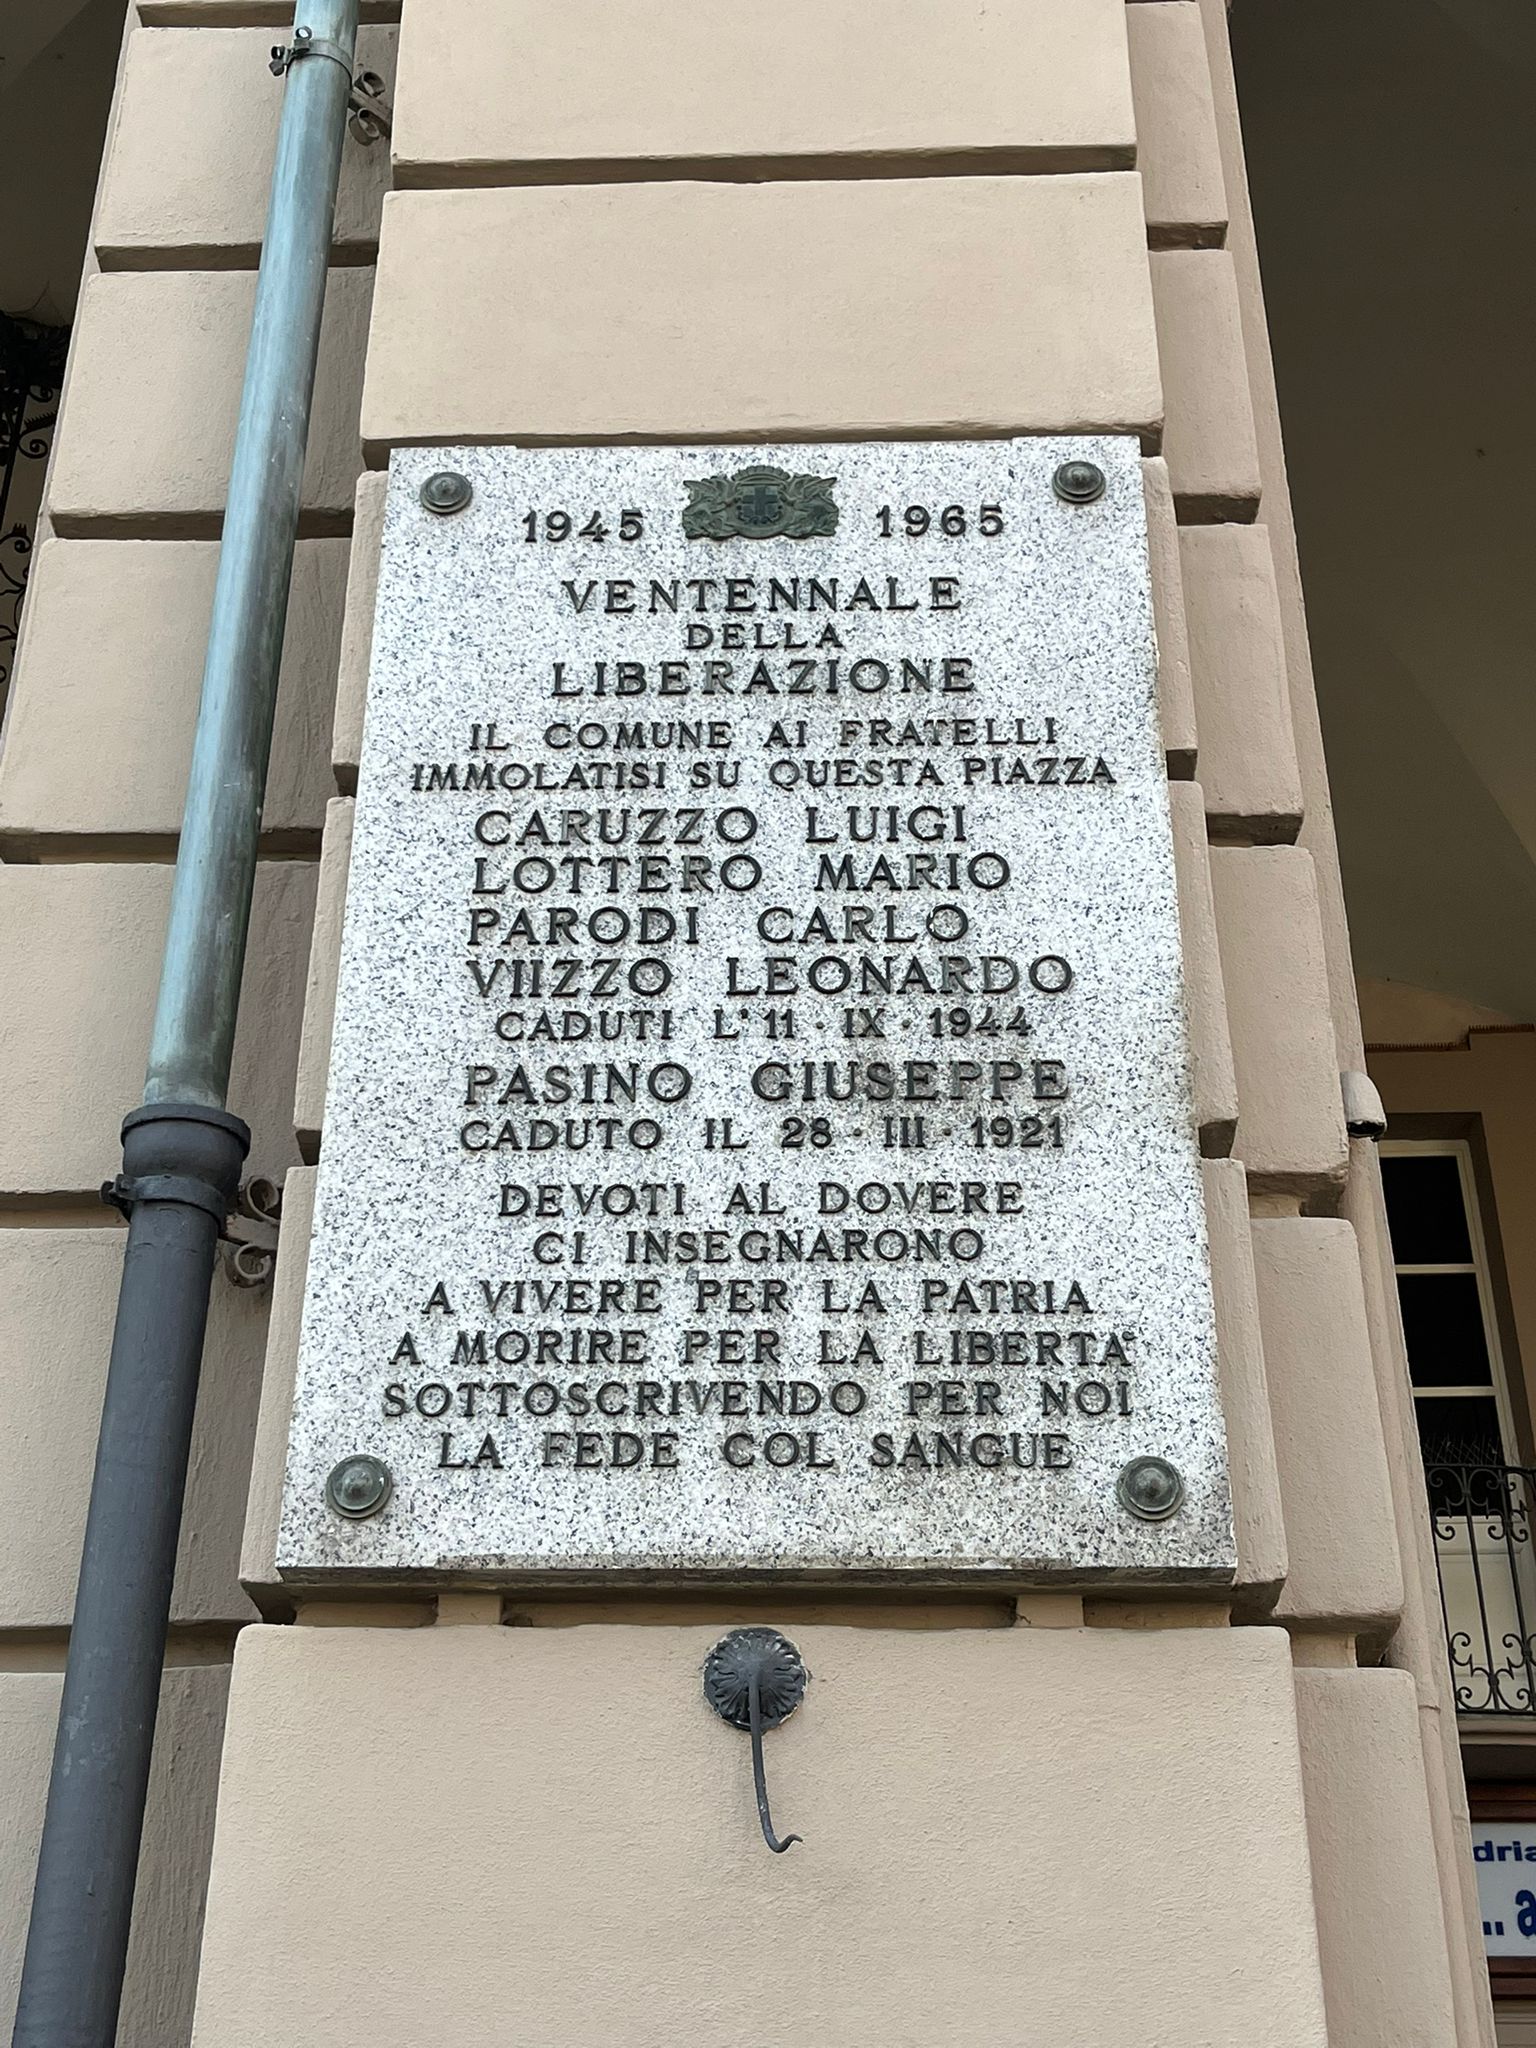 1945 1965
VENTENNALE
DELLA
LIBERAZIONE
IL COMUNE AI FRATELLI
IMMOLATISI SU QUESTA PIAZZA
CARUZZO LUIGI
LOTTERO MARIO
PARODI CARLO
VIIZZO LEONARDO
CADUTI L'11·IX·1944
PASINO GIUSEPPE
CADUTO IL 28·III·1921
DEVOTI AL DOVERE
CI INSEGNARONO
A VIVERE PER LA PATRIA
A MORIRE PER LA LIBERTÀ
SOTTOSCRIVENDO PER NOI
LA FEDE COL SANGUE